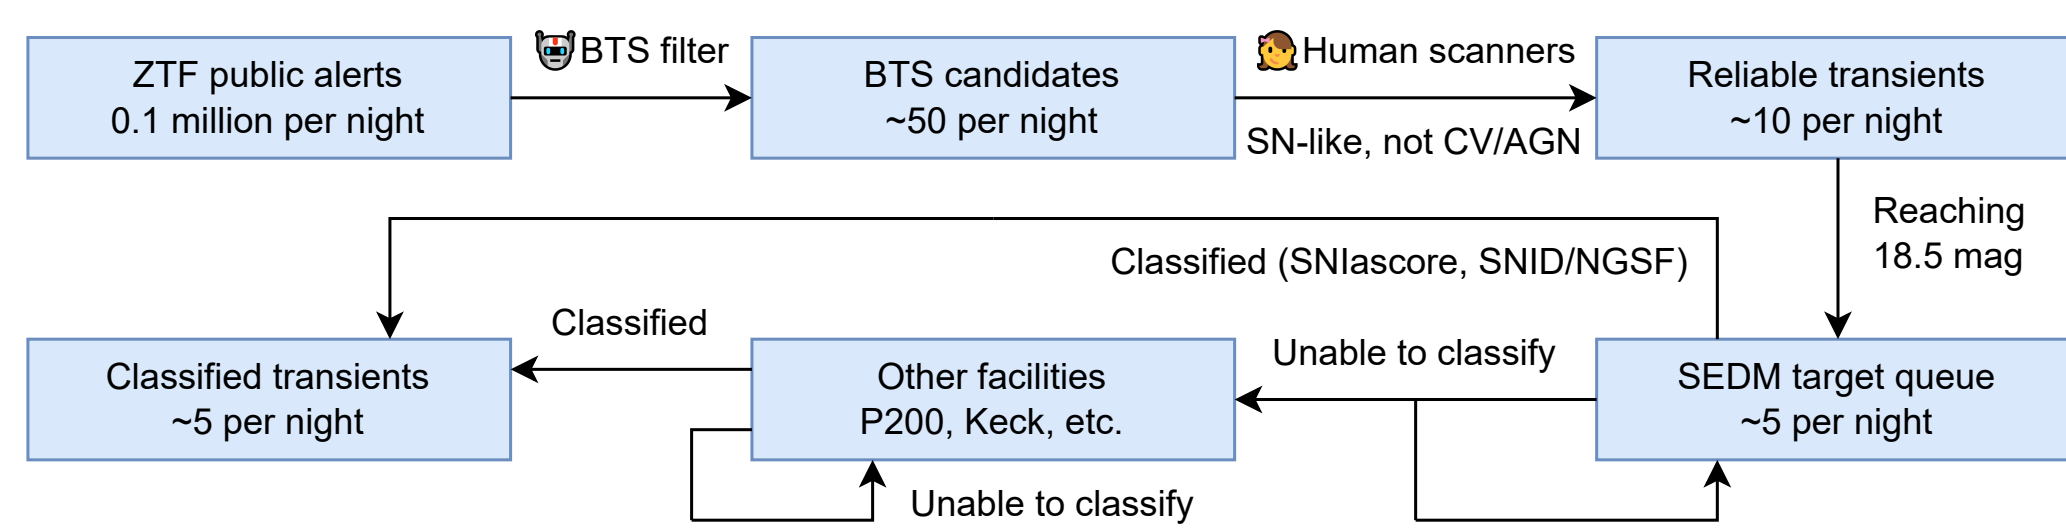 ZTF public alerts
0.1 million per night
BTS filter
BTS candidates
~50 per night
Human scanners
SN-like, not CV/AGN
Reliable transients
~10 per night
Reaching
18.5 mag
Classified (SNIascore, SNID/NGSF)
SEDM target queue
~5 per night
Unable to classify
Other facilities
P200, Keck, etc.
Unable to classify
Classified
Classified transients
~5 per night